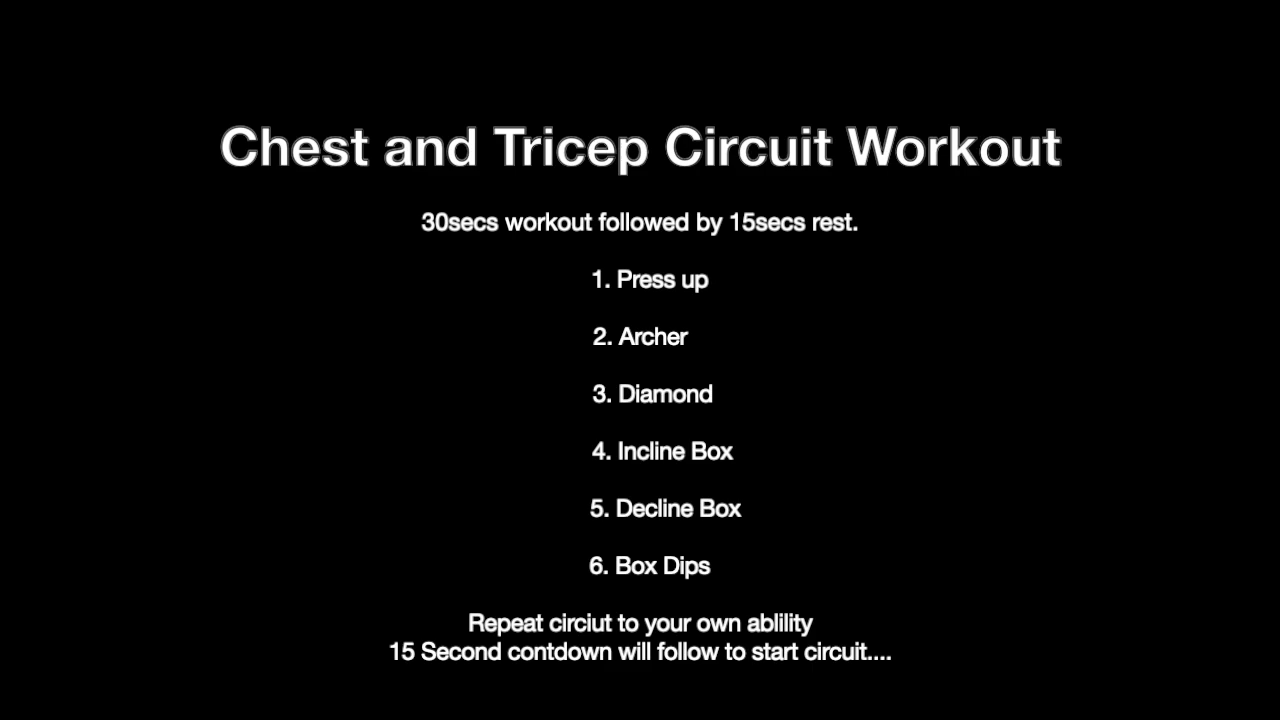 Chest and Tricep Circuit Workout
30secs workout followed by 15secs rest.
1. Press up
2. Archer
3. Diamond
4. Incline Box
5. Decline Box
6. Box Dips
Repeat circiut to your own ablility
15 Second contdown will follow to start circuit....